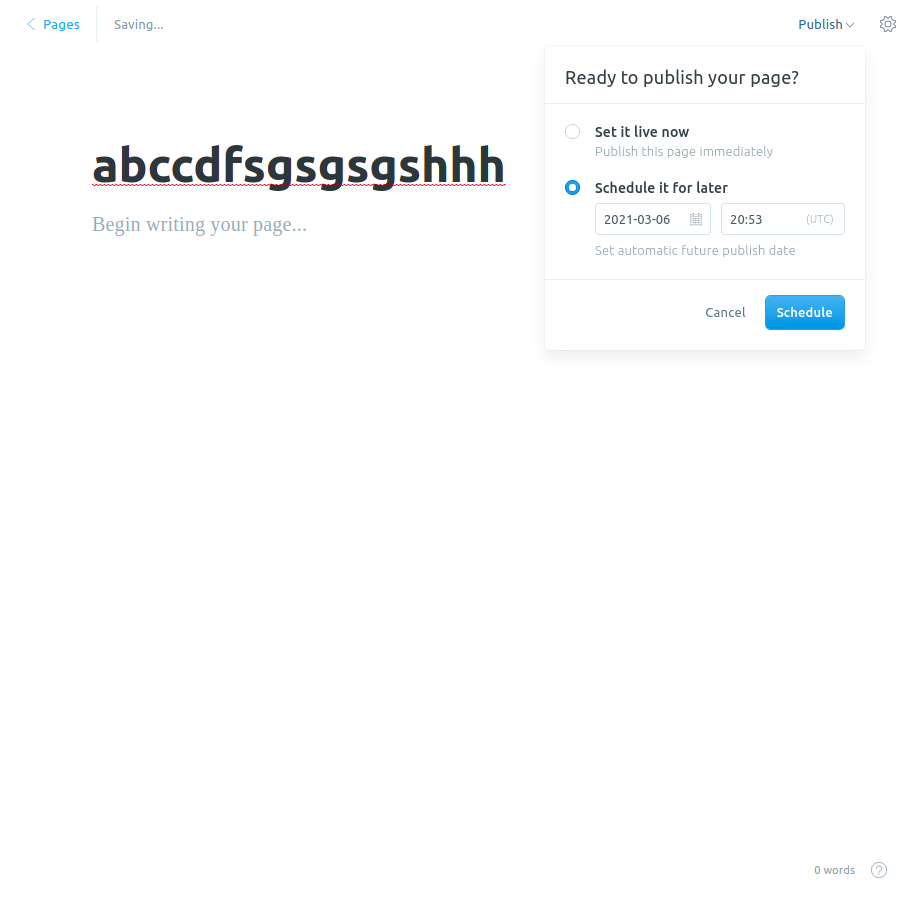 Pages
Saving...
Publish
Ready to publish your page?
Set it live now
Publish this page immediately
Schedule it for later
2021-03-06
20:53 (UTC)
Set automatic future publish date
Cancel
Schedule
abccdfsgsgsgsgshhh
Begin writing your page...
0 words
?